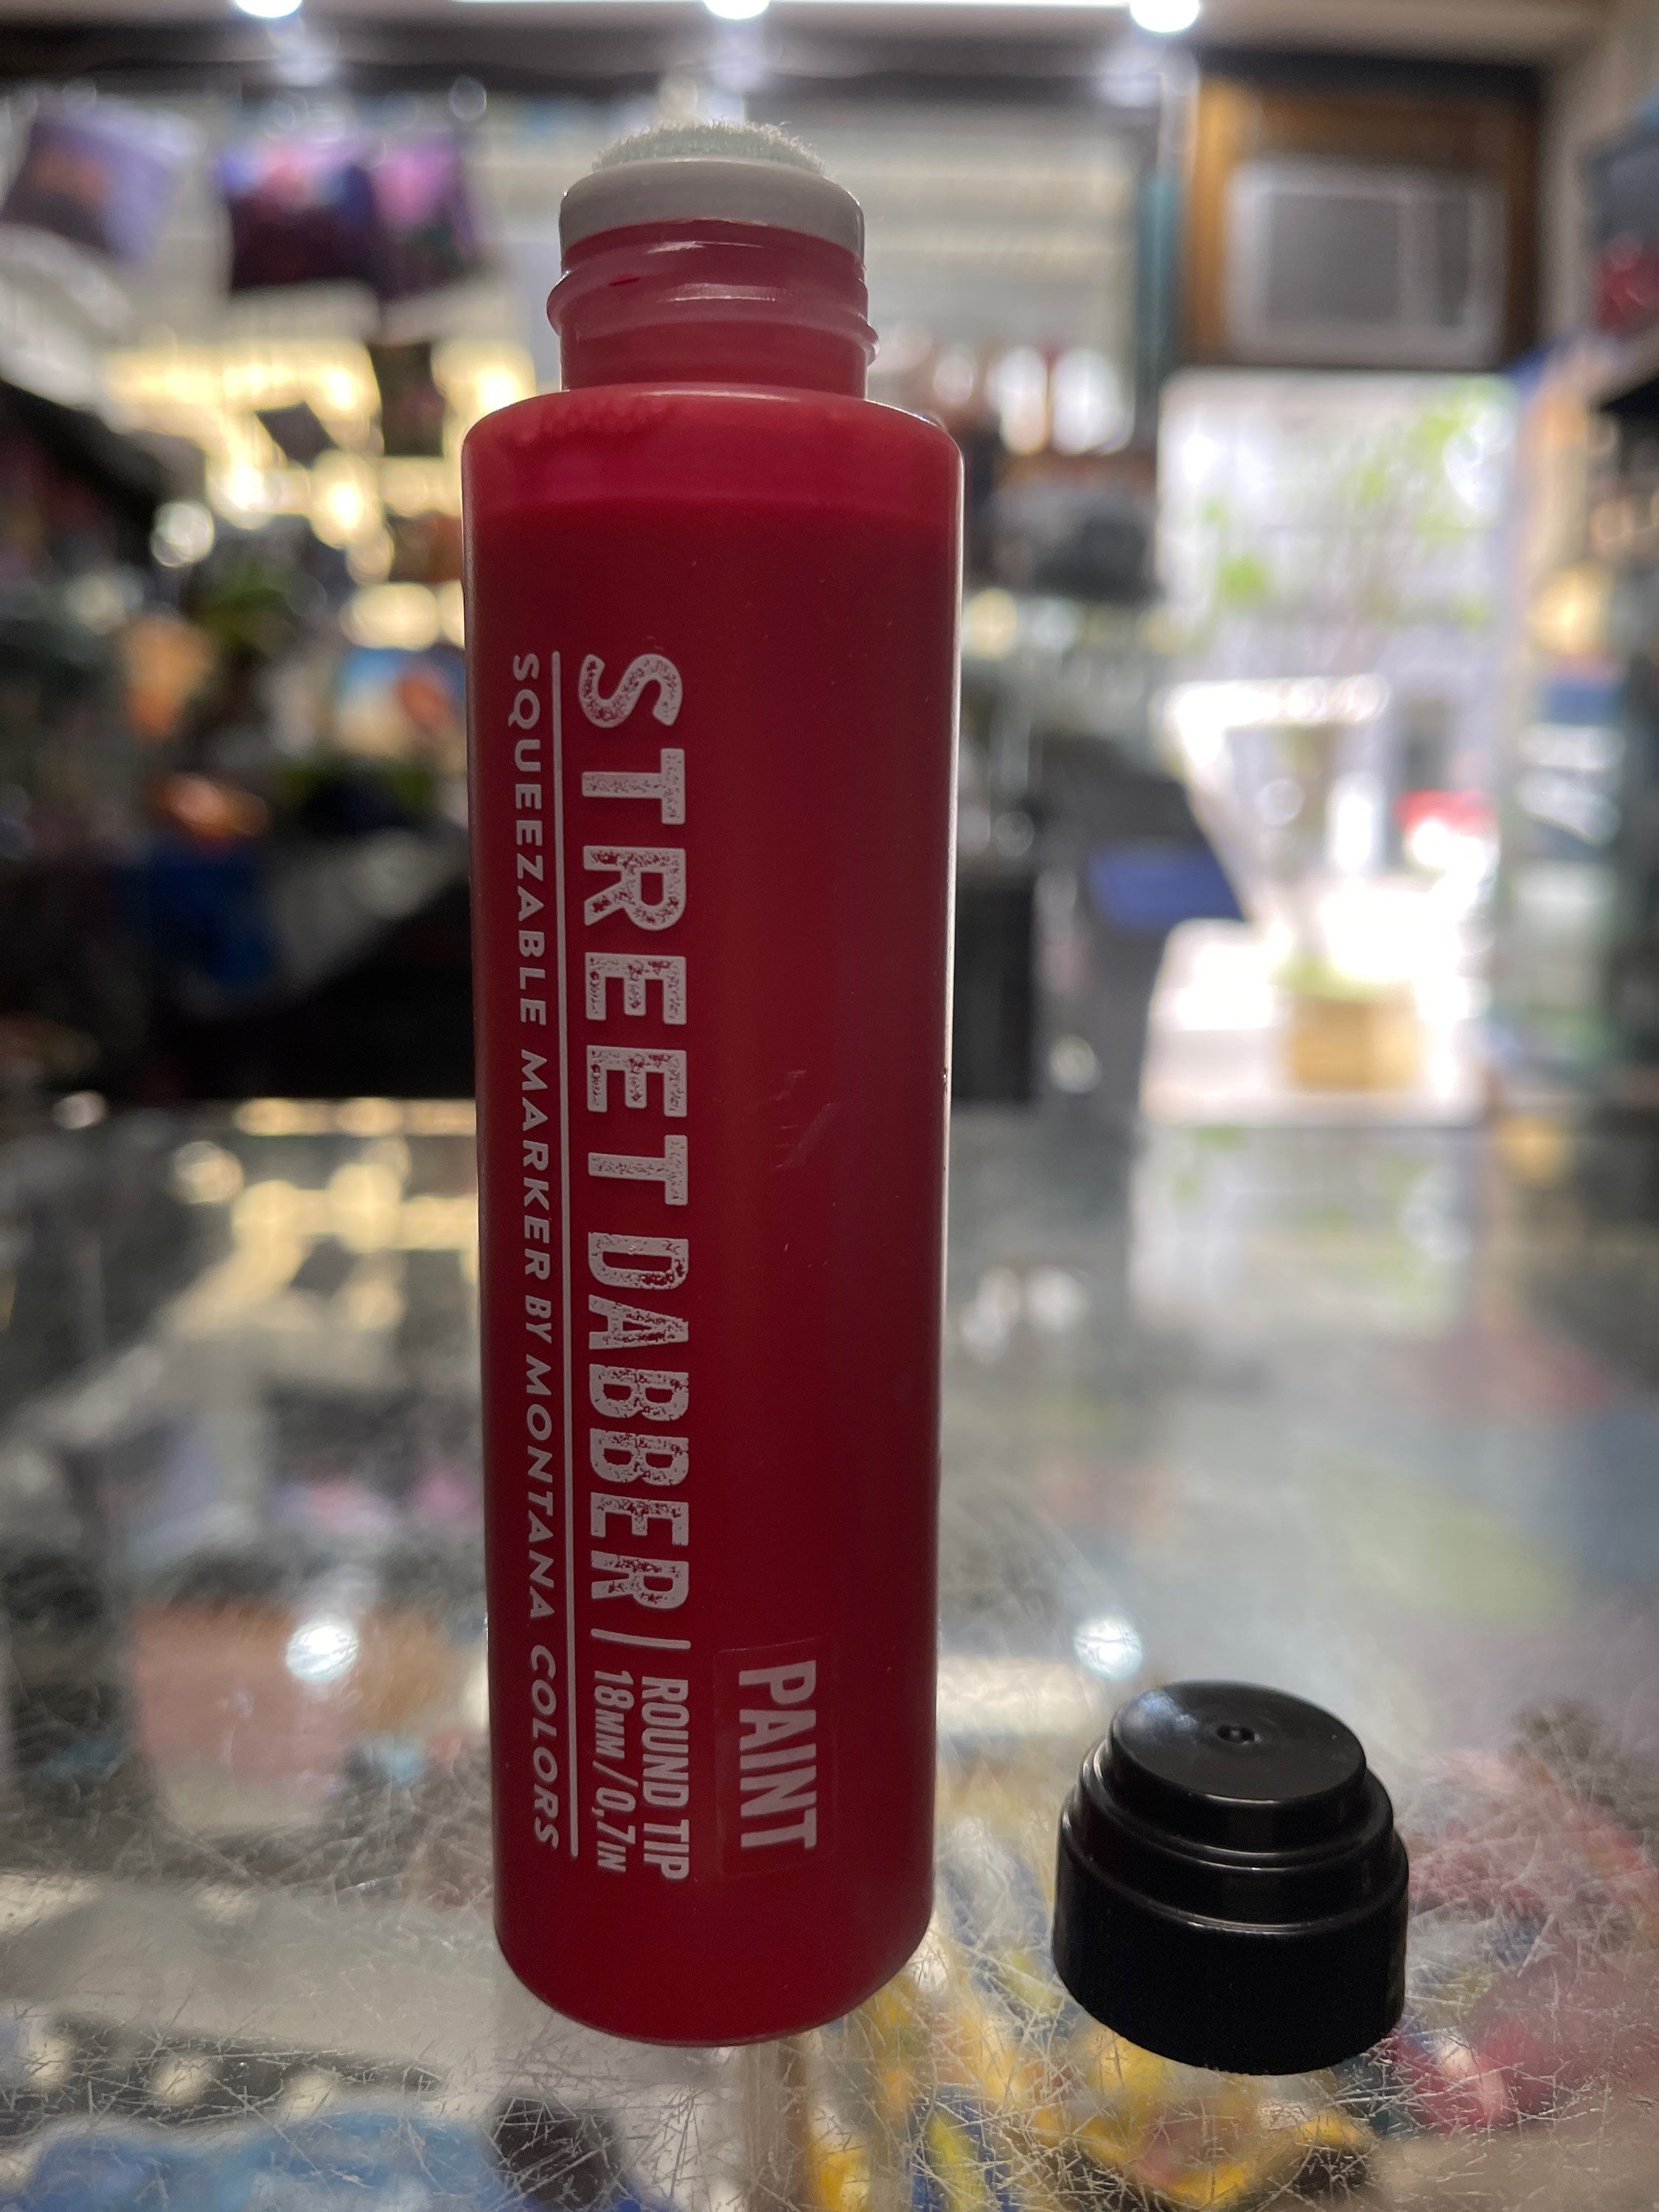 PAINT
STREET DABBER | ROUND TIP
18MM/0,7IN
SQUEEZABLE MARKER BY MONTANA COLORS